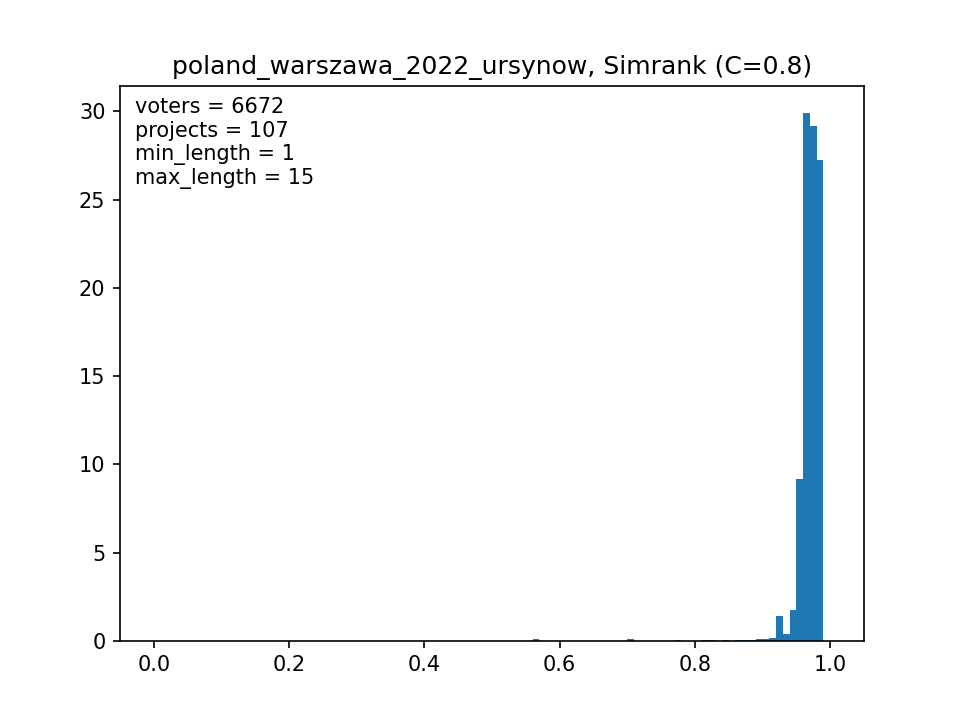 poland_warszawa_2022_ursynow, Simrank (C=0.8)
voters = 6672
projects = 107
min_length = 1
max_length = 15
30
25
20
15
10
5
0
0.0 0.2 0.4 0.6 0.8 1.0